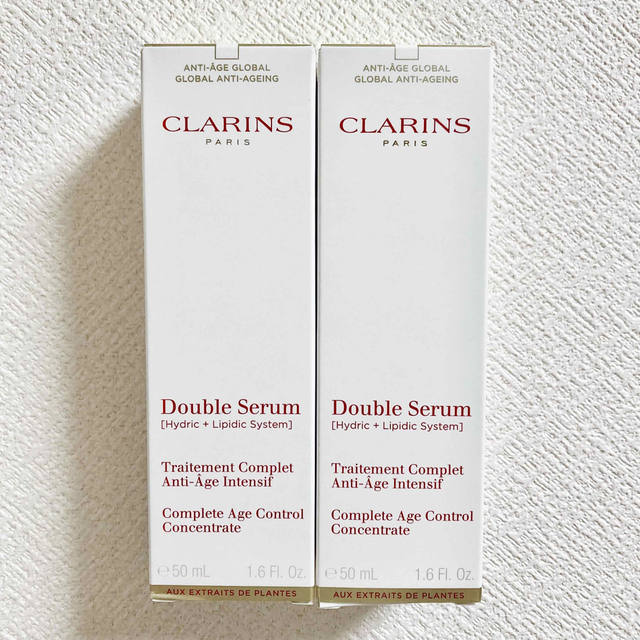 ANTI-ÂGE GLOBAL
GLOBAL ANTI-AGEING
CLARINS
PARIS
Double Serum
[Hydric + Lipidic System]
Traitement Complet
Anti-Âge Intensif
Complete Age Control
Concentrate
℮50 mL 1.6 Fl. Oz.
AUX EXTRAITS DE PLANTES
ANTI-ÂGE GLOBAL
GLOBAL ANTI-AGEING
CLARINS
PARIS
Double Serum
[Hydric + Lipidic System]
Traitement Complet
Anti-Âge Intensif
Complete Age Control
Concentrate
℮50 mL 1.6 Fl. Oz.
AUX EXTRAITS DE PLANTES